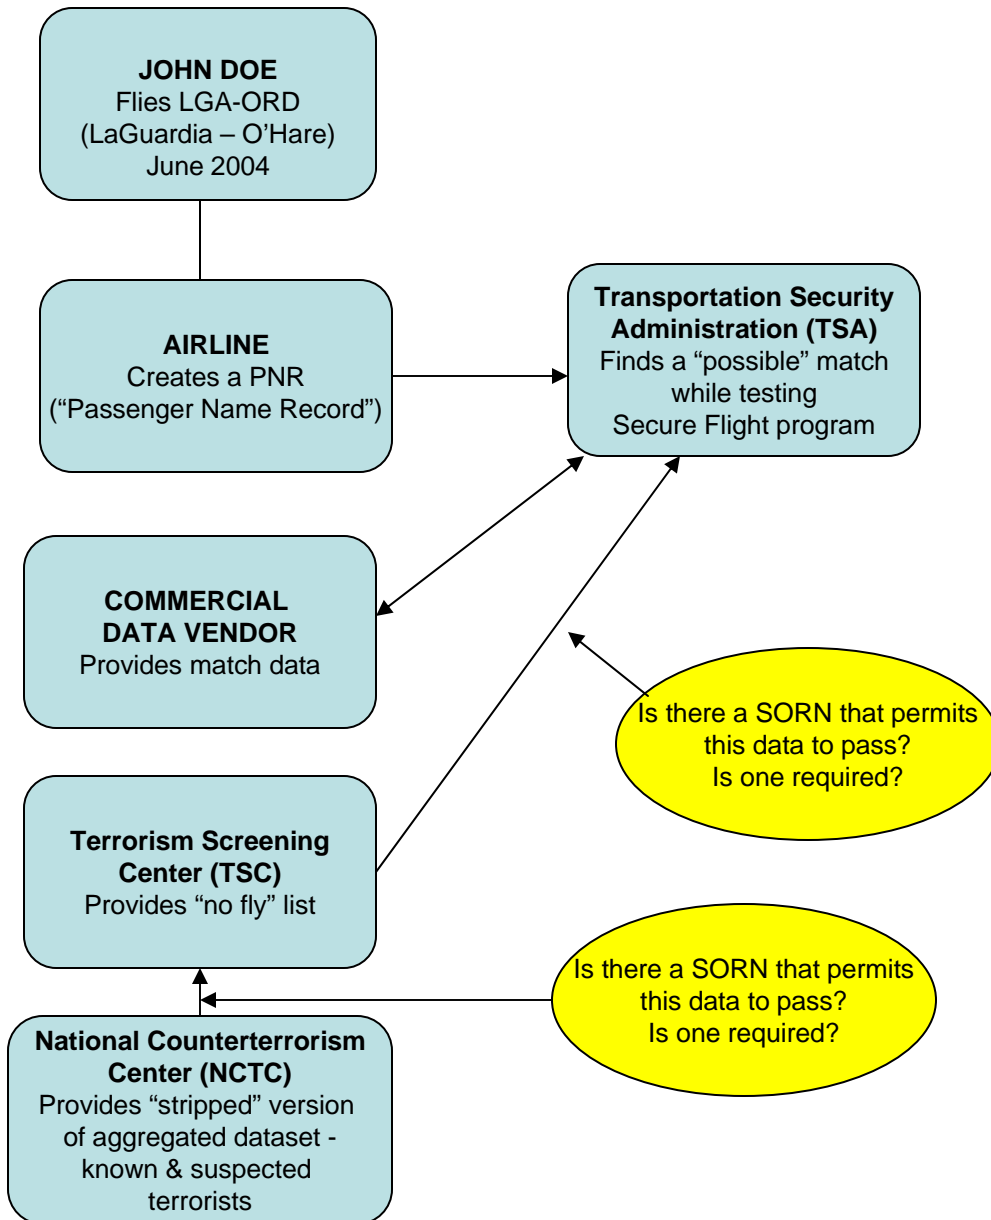 JOHN DOE
Flies LGA-ORD
(LaGuardia – O’Hare)
June 2004
AIRLINE
Creates a PNR
(“Passenger Name Record”)
Transportation Security
Administration (TSA)
Finds a “possible” match
while testing
Secure Flight program
COMMERCIAL
DATA VENDOR
Provides match data
Is there a SORN that permits
this data to pass?
Is one required?
Terrorism Screening
Center (TSC)
Provides “no fly” list
Is there a SORN that permits
this data to pass?
Is one required?
National Counterterrorism
Center (NCTC)
Provides “stripped” version
of aggregated dataset -
known & suspected
terrorists